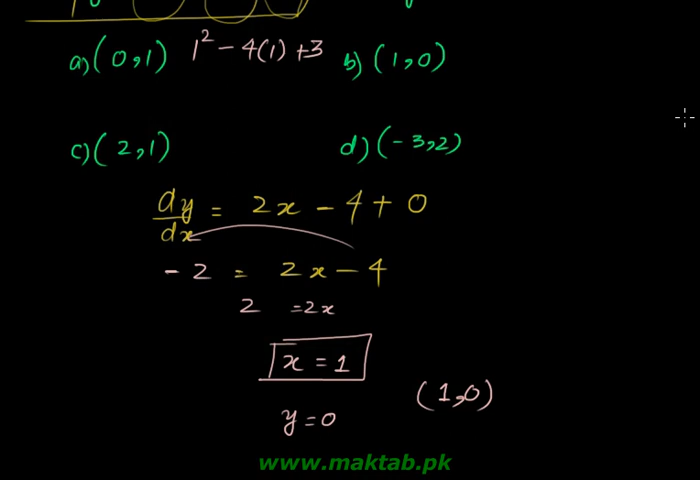 a) (0,1) 1² - 4(1) + 3 b) (1,0)
c) (2,1) d) (-3,2)
dy/dx = 2x - 4 + 0
-2 = 2x - 4
2 = 2x
x = 1
(1,0)
y = 0
www.maktab.pk